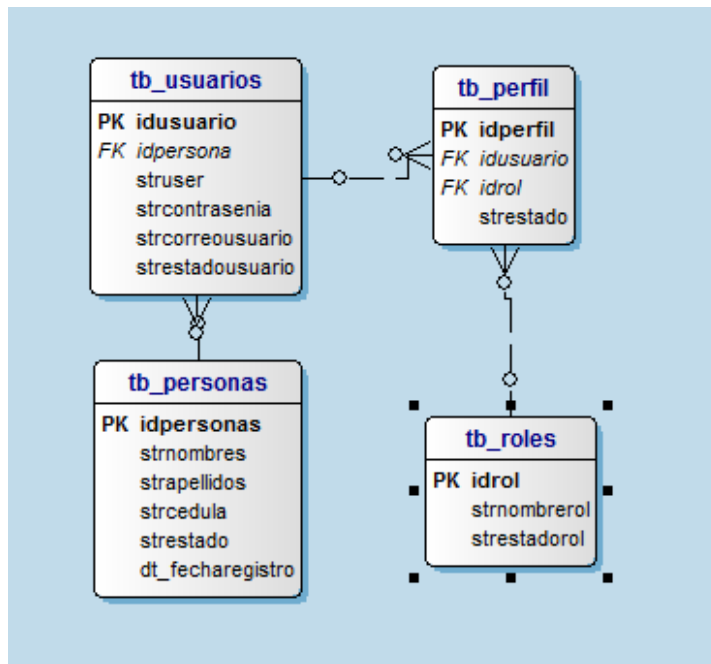 tb_usuarios
PK idusuario
FK idpersona
struser
strcontrasenia
strcorreousuario
strestadousuario
tb_perfil
PK idperfil
FK idusuario
FK idrol
strestado
tb_personas
PK idpersonas
strnombres
strapellidos
strcedula
strestado
dt_fecharegistro
tb_roles
PK idrol
strnombrerol
strestadorol